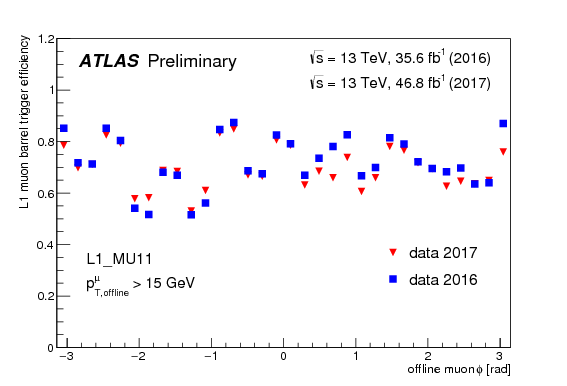 L1 muon barrel trigger efficiency
1.2
1
0.8
0.6
0.4
0.2
0
ATLAS Preliminary
√s = 13 TeV, 35.6 fb⁻¹ (2016)
√s = 13 TeV, 46.8 fb⁻¹ (2017)
L1_MU11
p^μ_T,offline > 15 GeV
data 2017
data 2016
−3 −2 −1 0 1 2 3
offline muon ϕ [rad]